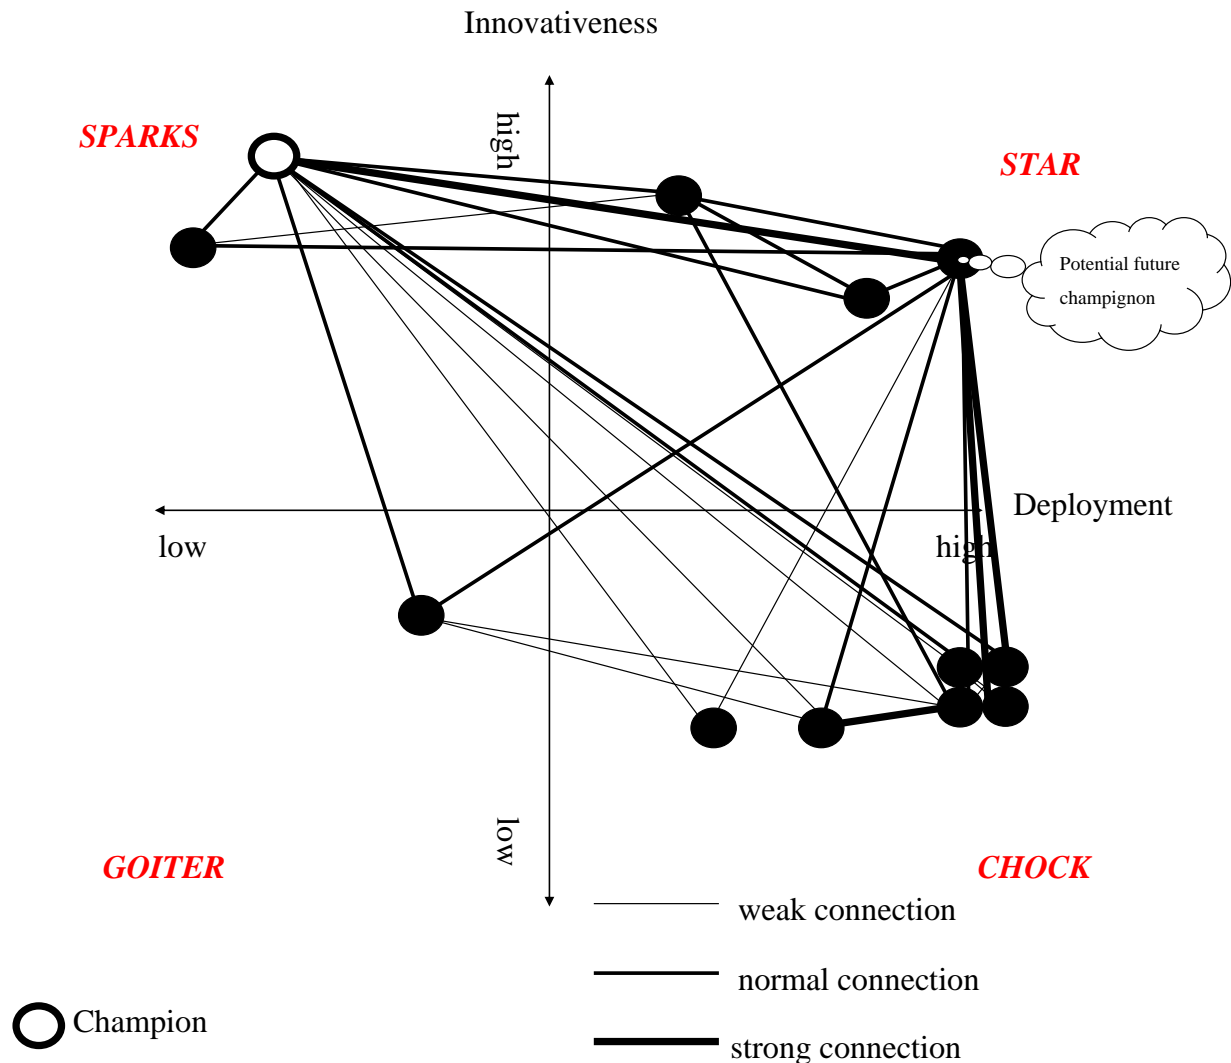 Innovativeness
SPARKS
high
STAR
Potential future
champignon
Deployment
low
high
low
GOITER
CHOCK
weak connection
normal connection
Champion
strong connection